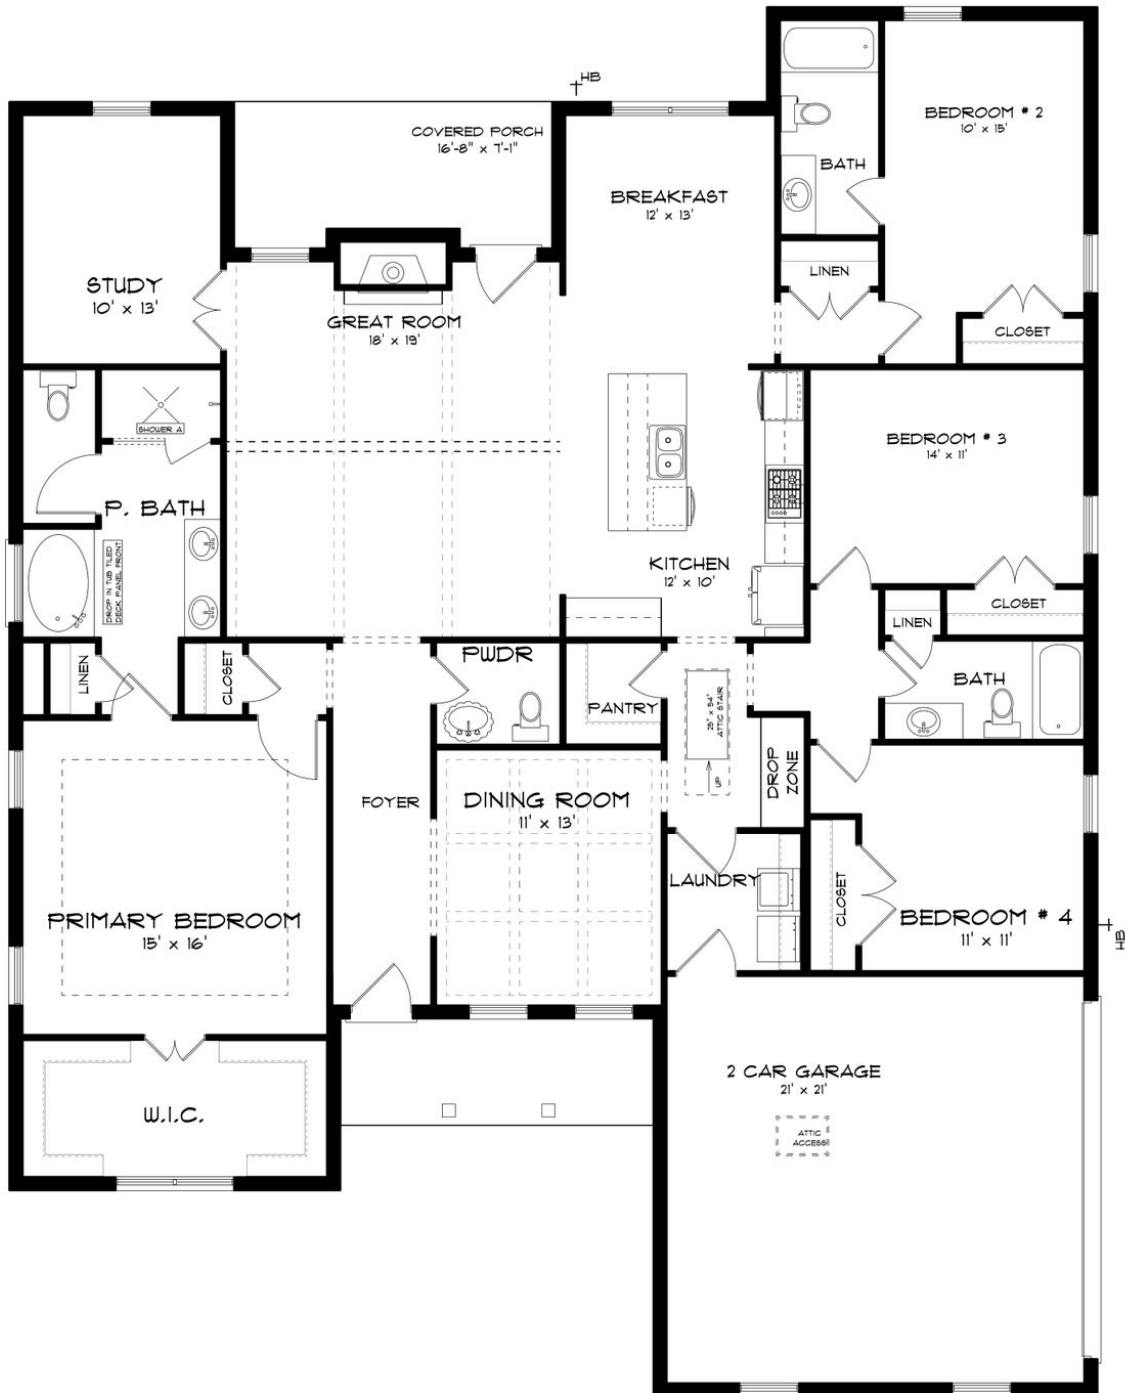 HB
COVERED PORCH
16'-8" x 7'-1"
BEDROOM # 2
10' x 15'
BATH
BREAKFAST
12' x 13'
LINEN
STUDY
10' x 13'
GREAT ROOM
18' x 19'
CLOSET
SHOWER A
BEDROOM # 3
14' x 11'
P. BATH
DROP IN TUB TILED
DECK PANEL FRONT
KITCHEN
12' x 10'
CLOSET
LINEN
LINEN
CLOSET
PWDR
PANTRY
25" x 54"
ATTIC STAIR
UP
BATH
DROP
ZONE
FOYER
DINING ROOM
11' x 13'
LAUNDRY
CLOSET
PRIMARY BEDROOM
15' x 16'
BEDROOM # 4
11' x 11'
HB
2 CAR GARAGE
21' x 21'
W.I.C.
ATTIC
ACCESS